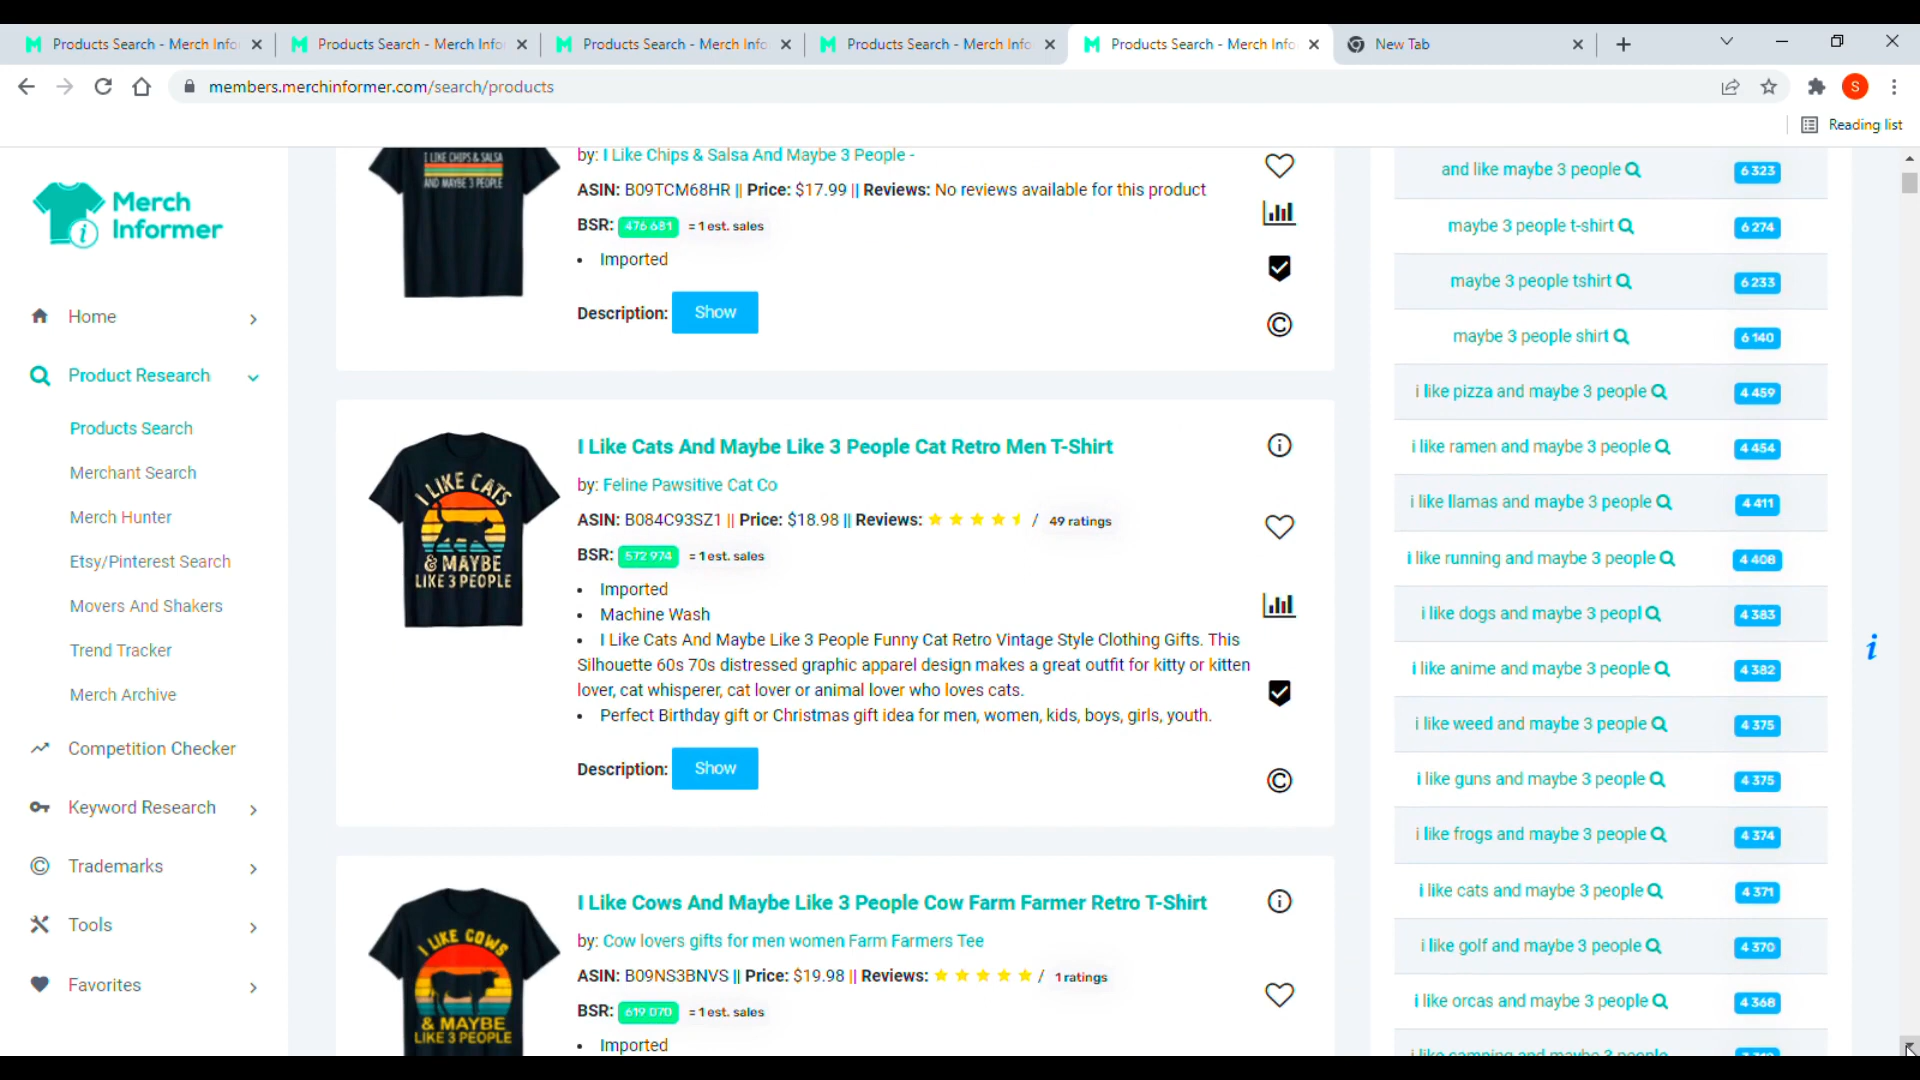 Products Search - Merch Info
Products Search - Merch Info
Products Search - Merch Info
Products Search - Merch Info
Products Search - Merch Info
New Tab
members.merchinformer.com/search/products
S
Reading list
Merch
Informer
Home
Product Research
Products Search
Merchant Search
Merch Hunter
Etsy/Pinterest Search
Movers And Shakers
Trend Tracker
Merch Archive
Competition Checker
Keyword Research
Trademarks
Tools
Favorites
I LIKE CHIPS & SALSA
AND MAYBE 3 PEOPLE
by: I Like Chips & Salsa And Maybe 3 People -
ASIN: B09TCM68HR || Price: $17.99 || Reviews: No reviews available for this product
BSR: 476 681 = 1 est. sales
• Imported
Description: Show
I LIKE CATS
& MAYBE
LIKE 3 PEOPLE
I Like Cats And Maybe Like 3 People Cat Retro Men T-Shirt
by: Feline Pawsitive Cat Co
ASIN: B084C93SZ1 || Price: $18.98 || Reviews: / 49 ratings
BSR: 572 974 = 1 est. sales
• Imported
• Machine Wash
• I Like Cats And Maybe Like 3 People Funny Cat Retro Vintage Style Clothing Gifts. This
Silhouette 60s 70s distressed graphic apparel design makes a great outfit for kitty or kitten
lover, cat whisperer, cat lover or animal lover who loves cats.
• Perfect Birthday gift or Christmas gift idea for men, women, kids, boys, girls, youth.
Description: Show
I LIKE COWS
& MAYBE
LIKE 3 PEOPLE
I Like Cows And Maybe Like 3 People Cow Farm Farmer Retro T-Shirt
by: Cow lovers gifts for men women Farm Farmers Tee
ASIN: B09NS3BNVS || Price: $19.98 || Reviews: / 1 ratings
BSR: 619 070 = 1 est. sales
• Imported
and like maybe 3 people 6 323
maybe 3 people t-shirt 6 274
maybe 3 people tshirt 6 233
maybe 3 people shirt 6 140
i like pizza and maybe 3 people 4 459
i like ramen and maybe 3 people 4 454
i like llamas and maybe 3 people 4 411
i like running and maybe 3 people 4 408
i like dogs and maybe 3 peopl 4 383
i like anime and maybe 3 people 4 382
i like weed and maybe 3 people 4 375
i like guns and maybe 3 people 4 375
i like frogs and maybe 3 people 4 374
i like cats and maybe 3 people 4 371
i like golf and maybe 3 people 4 370
i like orcas and maybe 3 people 4 368
i like camping and maybe 3 people